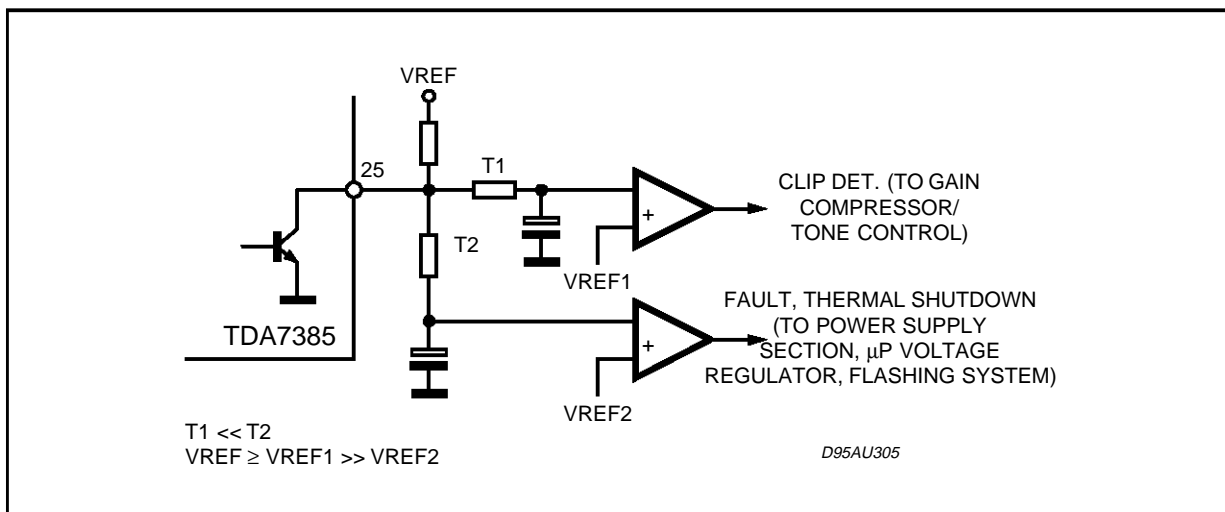 VREF
25
T1
+
CLIP DET. (TO GAIN
COMPRESSOR/
TONE CONTROL)
VREF1
T2
TDA7385
+
FAULT, THERMAL SHUTDOWN
(TO POWER SUPPLY
SECTION, µP VOLTAGE
REGULATOR, FLASHING SYSTEM)
VREF2
T1 << T2
VREF ≥ VREF1 >> VREF2
D95AU305